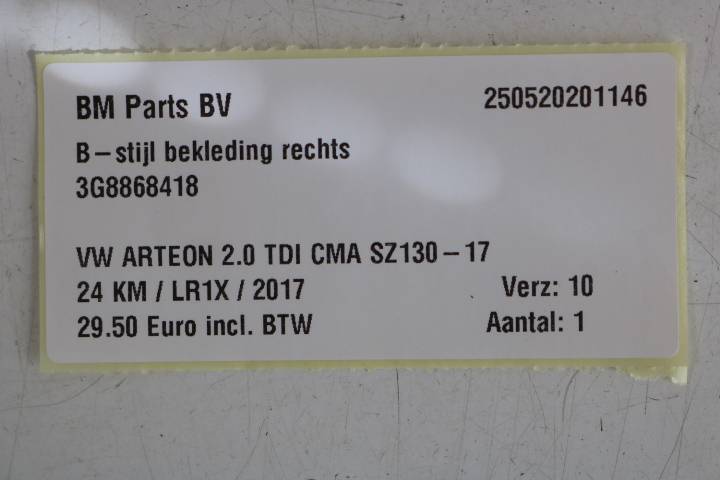 BM Parts BV 250520201146
B-stijl bekleding rechts
3G8868418
VW ARTEON 2.0 TDI CMA SZ130-17
24 KM / LR1X / 2017 Verz: 10
29.50 Euro incl. BTW Aantal: 1